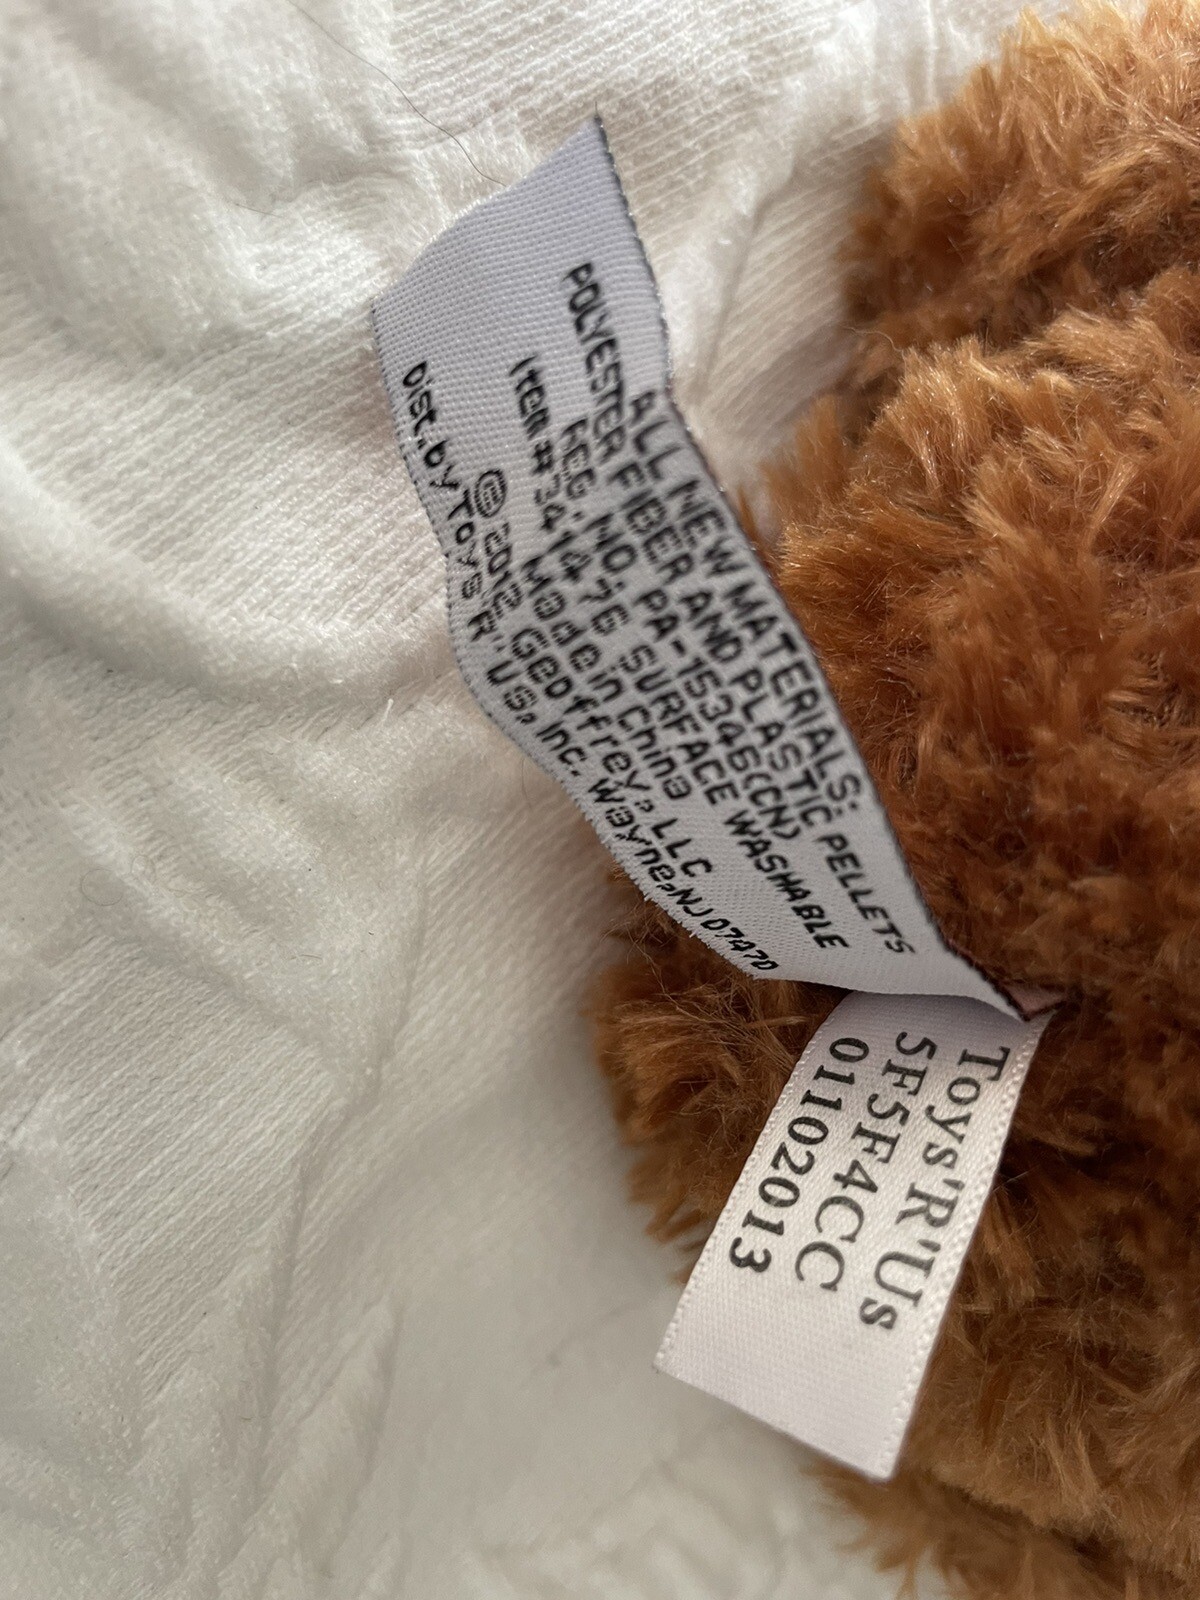 ALL NEW MATERIALS:
POLYESTER FIBER AND PLASTIC PELLETS
REG. NO. PA-15346(CN)
ITEM #341476 SURFACE WASHABLE
Made in China
© 2012 Geoffrey, LLC
Dist.by Toys'R'Us, Inc. Wayne,NJ 07470
Toys'R'Us
5F5F4CC
01102013